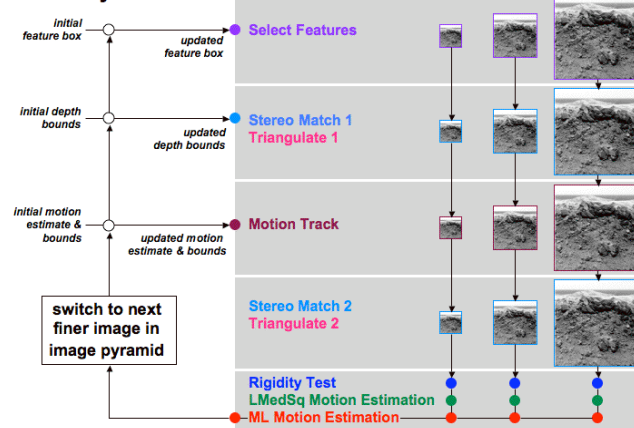 initial
feature box
updated
feature box
Select Features
initial depth
bounds
updated
depth bounds
Stereo Match 1
Triangulate 1
initial motion
estimate &
bounds
updated motion
estimate & bounds
Motion Track
switch to next
finer image in
image pyramid
Stereo Match 2
Triangulate 2
Rigidity Test
LMedSq Motion Estimation
ML Motion Estimation